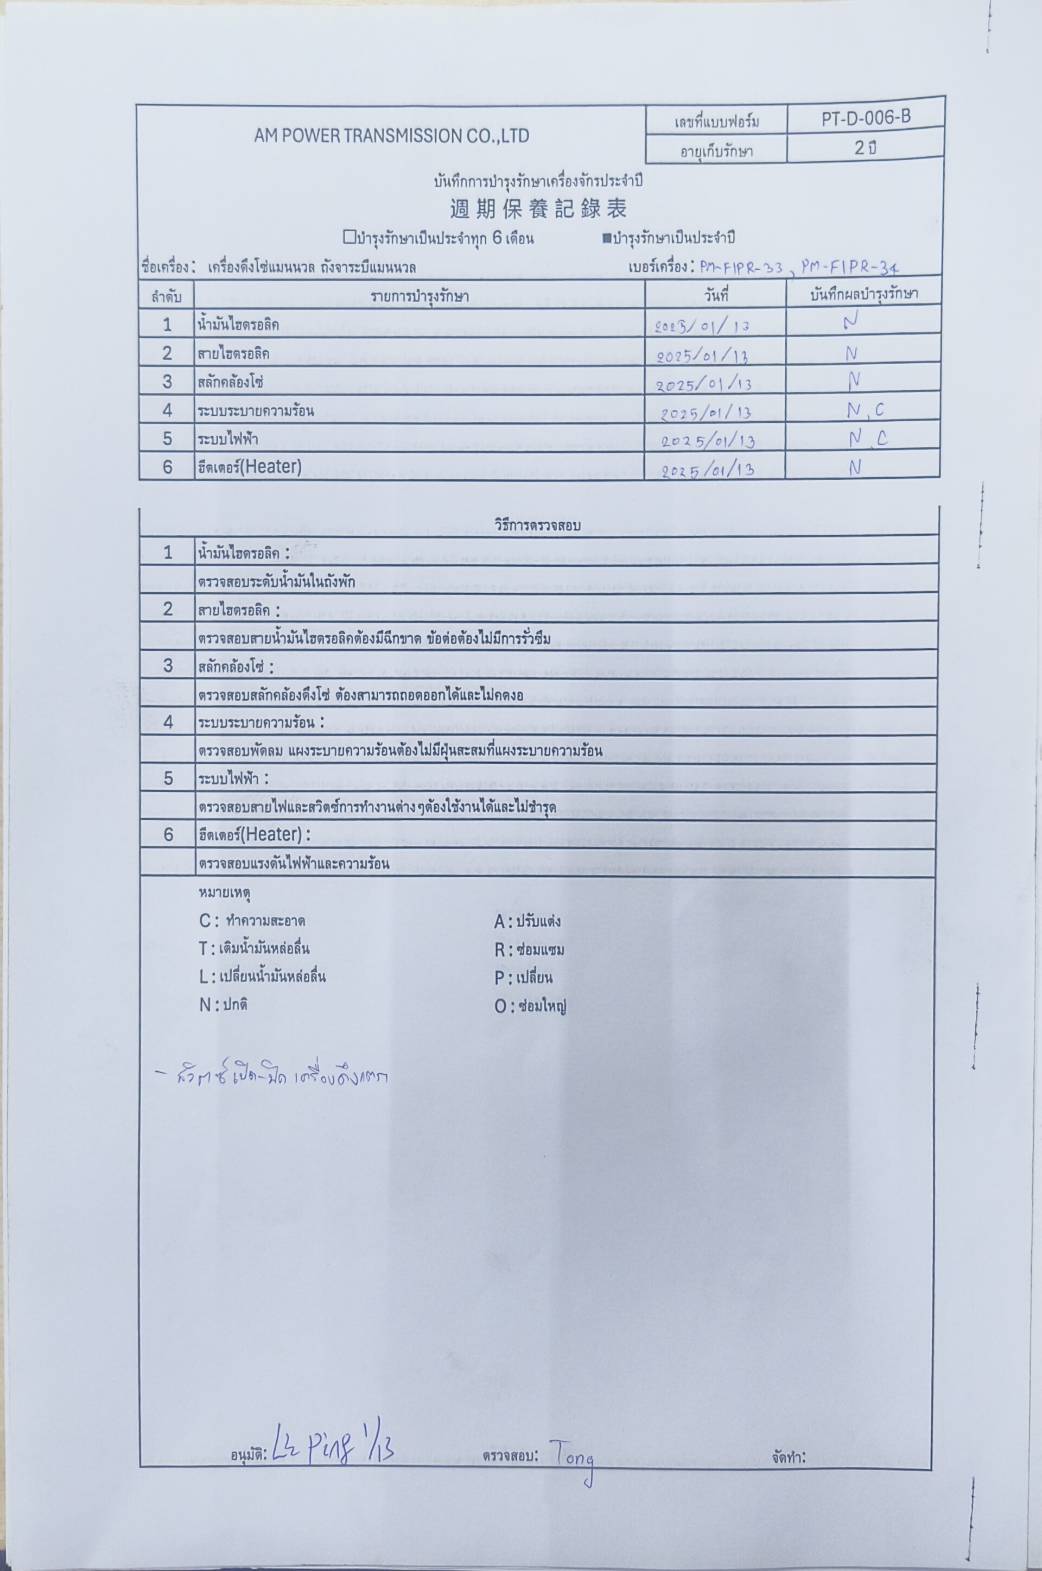 AM POWER TRANSMISSION CO.,LTD
เลขที่แบบฟอร์ม PT-D-006-B
อายุเก็บรักษา 2 ปี
บันทึกการบำรุงรักษาเครื่องจักรประจำปี
週期保養記錄表
□บำรุงรักษาเป็นประจำทุก 6 เดือน ■บำรุงรักษาเป็นประจำปี
ชื่อเครื่อง: เครื่องดึงโซ่แมนนวล ถังจาระบีแมนนวล เบอร์เครื่อง: PM-FIPR-33, PM-FIPR-34
ลำดับ รายการบำรุงรักษา วันที่ บันทึกผลบำรุงรักษา
1 น้ำมันไฮดรอลิค 2025/01/13 N
2 สายไฮดรอลิค 2025/01/13 N
3 สลักคล้องโซ่ 2025/01/13 N
4 ระบบระบายความร้อน 2025/01/13 N, C
5 ระบบไฟฟ้า 2025/01/13 N, C
6 ฮีตเตอร์(Heater) 2025/01/13 N
วิธีการตรวจสอบ
1 น้ำมันไฮดรอลิค :
ตรวจสอบระดับน้ำมันในถังพัก
2 สายไฮดรอลิค :
ตรวจสอบสายน้ำมันไฮดรอลิคต้องมีฉีกขาด ข้อต่อต้องไม่มีการรั่วซึม
3 สลักคล้องโซ่ :
ตรวจสอบสลักคล้องดึงโซ่ ต้องสามารถถอดออกได้และไม่คดงอ
4 ระบบระบายความร้อน :
ตรวจสอบพัดลม แผงระบายความร้อนต้องไม่มีฝุ่นสะสมที่แผงระบายความร้อน
5 ระบบไฟฟ้า :
ตรวจสอบสายไฟและสวิตซ์การทำงานต่างๆต้องใช้งานได้และไม่ชำรุด
6 ฮีตเตอร์(Heater) :
ตรวจสอบแรงดันไฟฟ้าและความร้อน
หมายเหตุ
C : ทำความสะอาด A : ปรับแต่ง
T : เติมน้ำมันหล่อลื่น R : ซ่อมแซม
L : เปลี่ยนน้ำมันหล่อลื่น P : เปลี่ยน
N : ปกติ O : ซ่อมใหญ่
- สวิตซ์ เปิด-ปิด เครื่องดึงแตก
อนุมัติ: Ping 1/13 ตรวจสอบ: Tong จัดทำ: